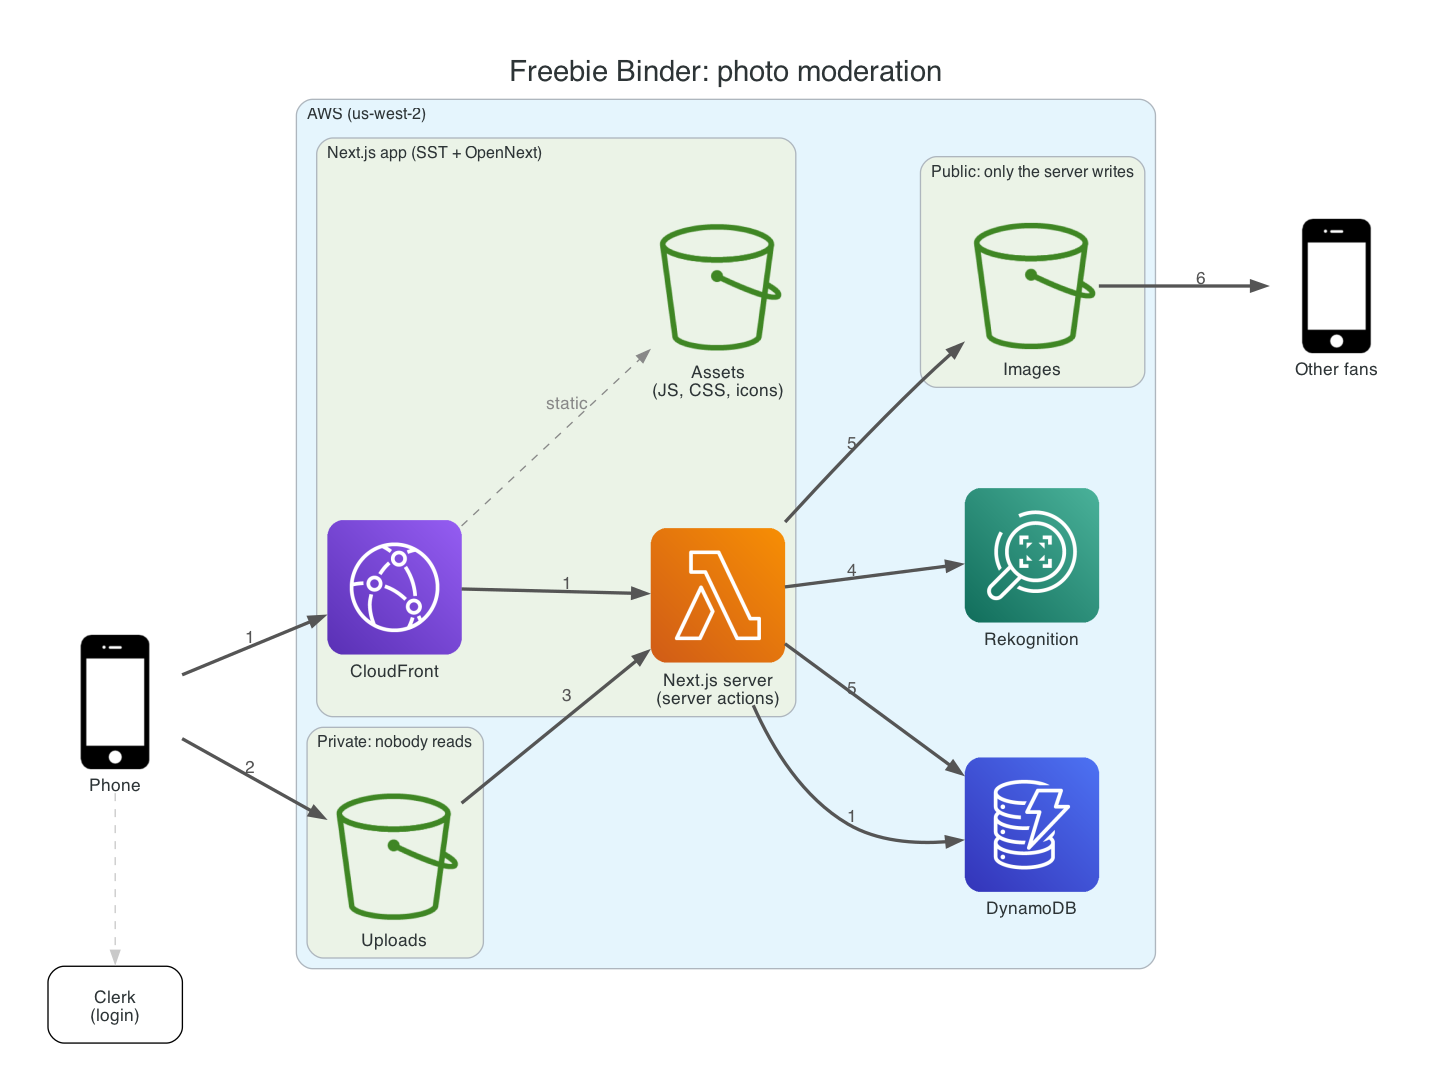 Freebie Binder: photo moderation
AWS (us-west-2)
Next.js app (SST + OpenNext)
Public: only the server writes
Assets
(JS, CSS, icons)
Images
6
Other fans
static
5
1
4
CloudFront
1
Next.js server
(server actions)
Rekognition
3
5
Phone
2
Private: nobody reads
1
Uploads
DynamoDB
Clerk
(login)